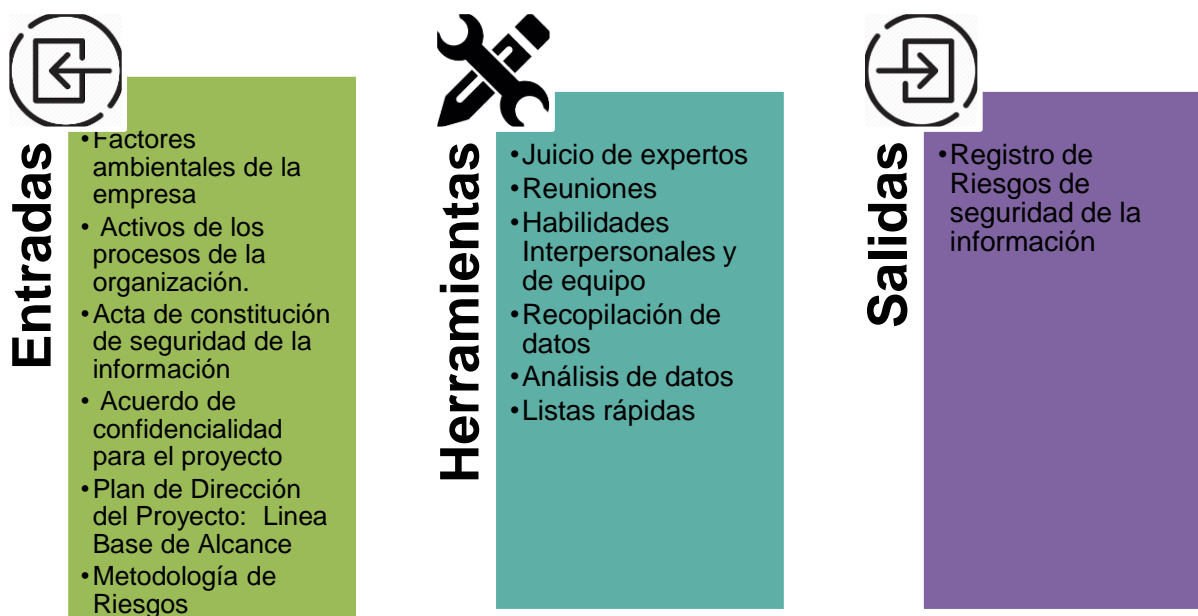 Entradas
•Factores
ambientales de la
empresa
• Activos de los
procesos de la
organización.
•Acta de constitución
de seguridad de la
información
• Acuerdo de
confidencialidad
para el proyecto
•Plan de Dirección
del Proyecto: Linea
Base de Alcance
•Metodología de
Riesgos
Herramientas
•Juicio de expertos
•Reuniones
•Habilidades
Interpersonales y
de equipo
•Recopilación de
datos
•Análisis de datos
•Listas rápidas
Salidas
•Registro de
Riesgos de
seguridad de la
información